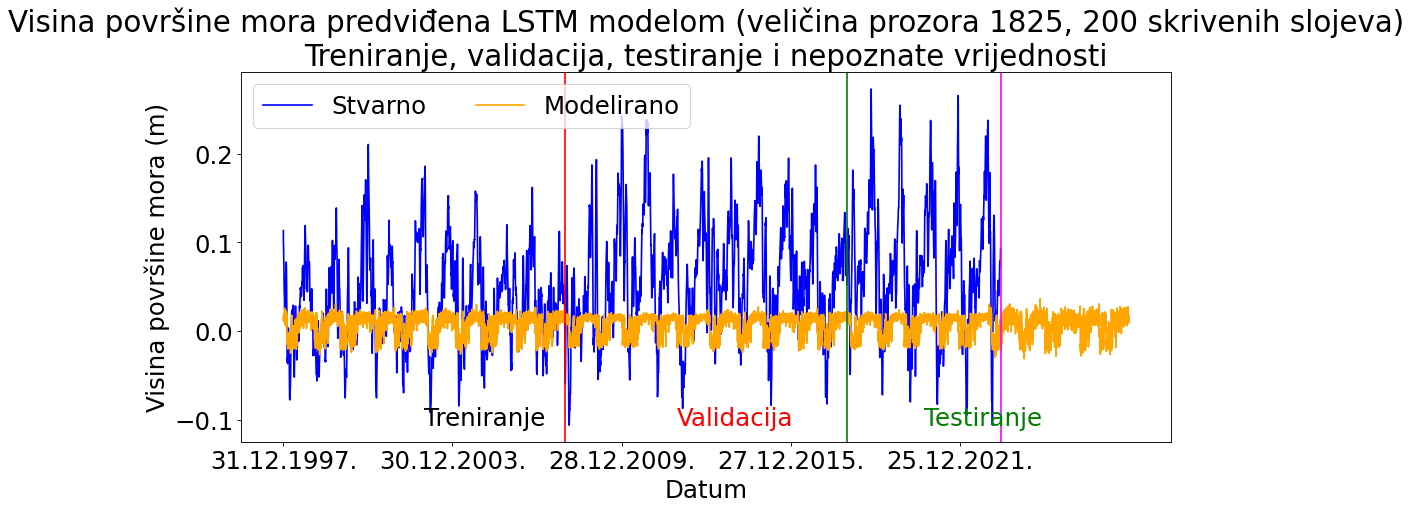 Visina površine mora predviđena LSTM modelom (veličina prozora 1825, 200 skrivenih slojeva)
Treniranje, validacija, testiranje i nepoznate vrijednosti
Stvarno
Modelirano
Visina površine mora (m)
0.2
0.1
0.0
−0.1
Treniranje
Validacija
Testiranje
31.12.1997.
30.12.2003.
28.12.2009.
27.12.2015.
25.12.2021.
Datum